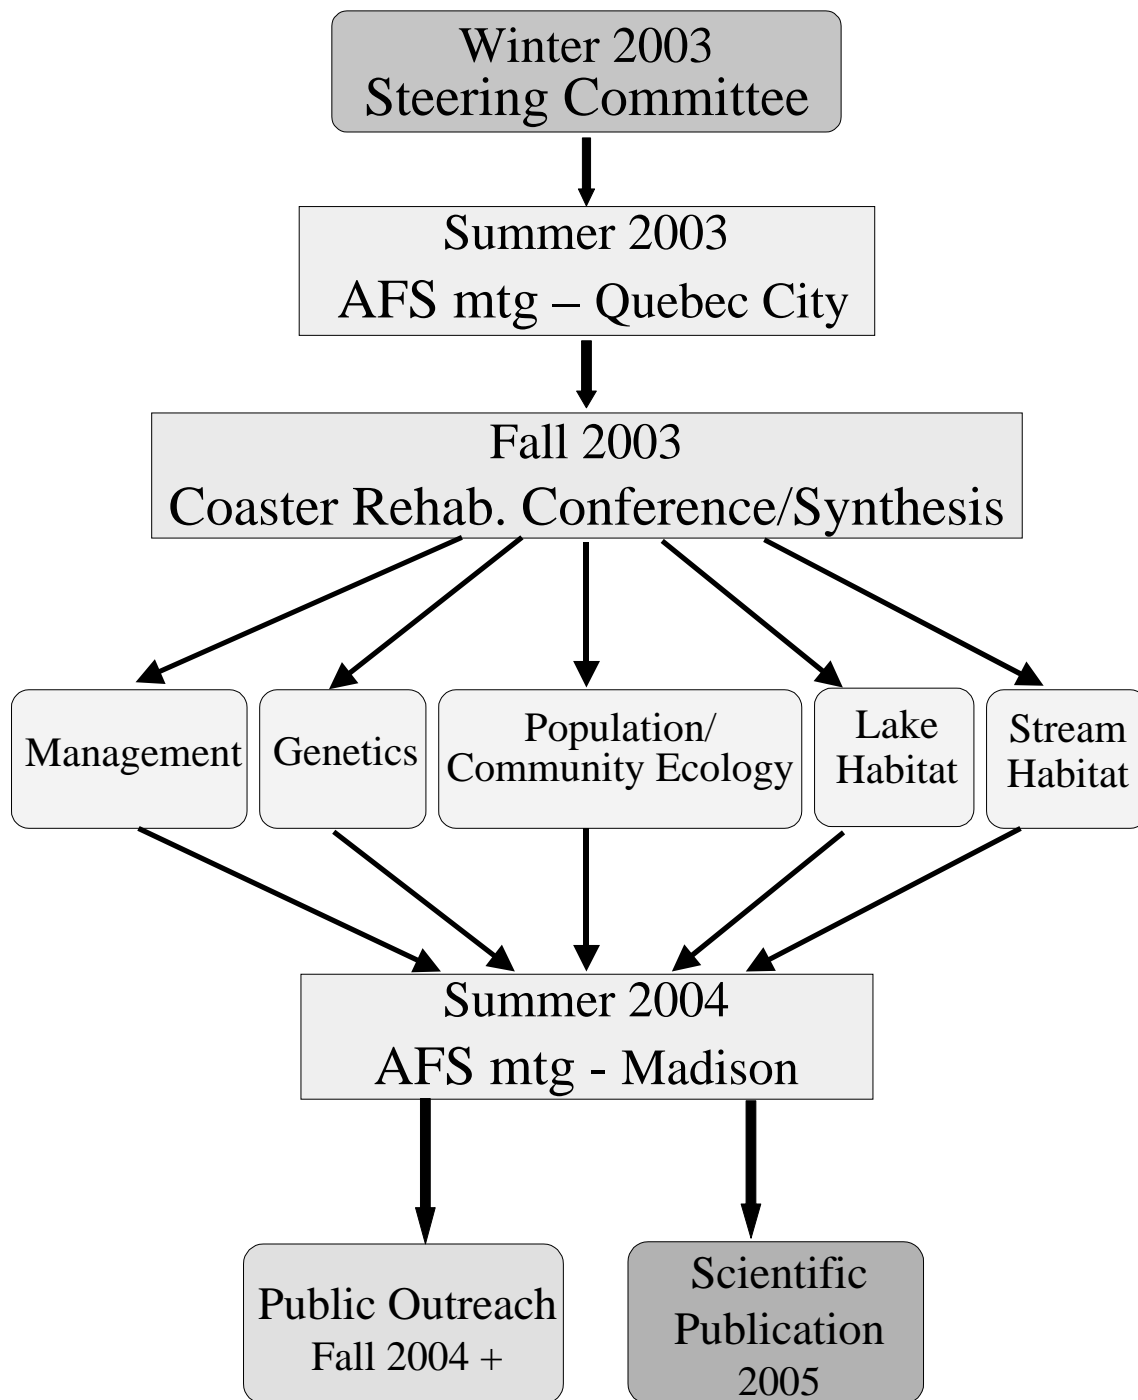 Winter 2003
Steering Committee
Summer 2003
AFS mtg – Quebec City
Fall 2003
Coaster Rehab. Conference/Synthesis
Management
Genetics
Population/
Community Ecology
Lake
Habitat
Stream
Habitat
Summer 2004
AFS mtg - Madison
Public Outreach
Fall 2004 +
Scientific
Publication
2005